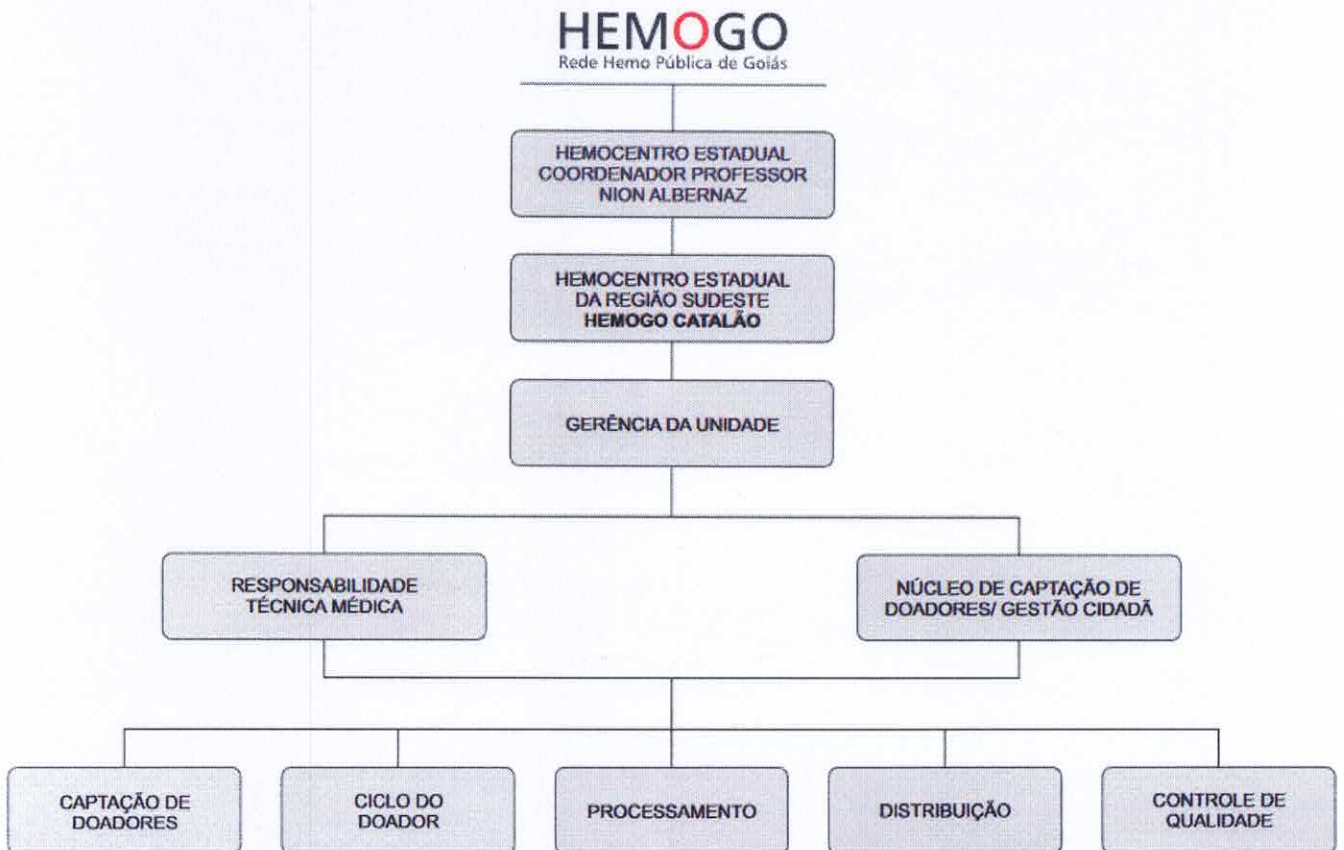 HEMOGO
Rede Hemo Pública de Goiás
HEMOCENTRO ESTADUAL
COORDENADOR PROFESSOR
NION ALBERNAZ
HEMOCENTRO ESTADUAL
DA REGIÃO SUDESTE
HEMOGO CATALÃO
GERÊNCIA DA UNIDADE
RESPONSABILIDADE
TÉCNICA MÉDICA
NÚCLEO DE CAPTAÇÃO DE
DOADORES/ GESTÃO CIDADÃ
CAPTAÇÃO DE
DOADORES
CICLO DO
DOADOR
PROCESSAMENTO
DISTRIBUIÇÃO
CONTROLE DE
QUALIDADE